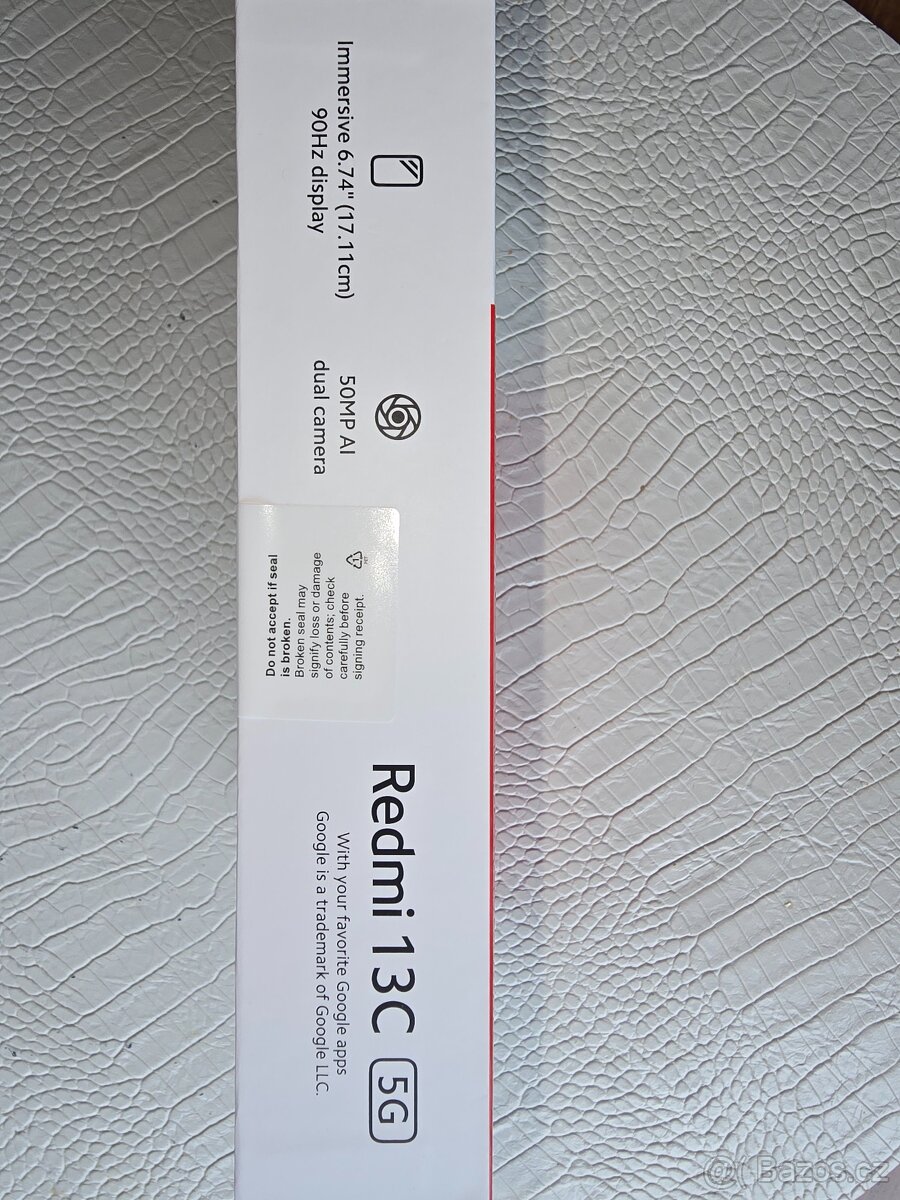 Immersive 6.74" (17.11cm)
90Hz display
50MP AI
dual camera
Do not accept if seal
is broken.
Broken seal may
signify loss or damage
of contents; check
carefully before
signing receipt.
Redmi 13C 5G
With your favorite Google apps
Google is a trademark of Google LLC.
Bazos.cz